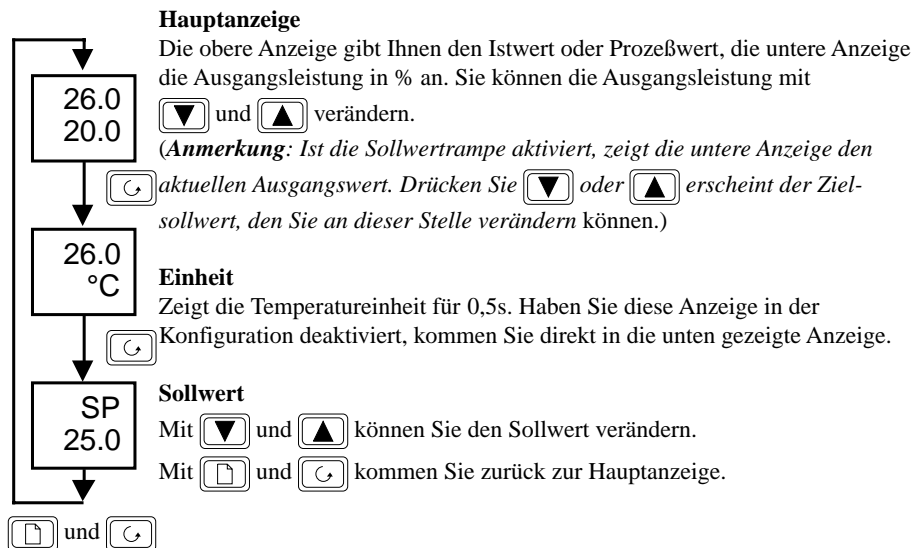 Hauptanzeige
Die obere Anzeige gibt Ihnen den Istwert oder Prozeßwert, die untere Anzeige
die Ausgangsleistung in % an. Sie können die Ausgangsleistung mit
und verändern.
(Anmerkung: Ist die Sollwertrampe aktiviert, zeigt die untere Anzeige den
aktuellen Ausgangswert. Drücken Sie oder erscheint der Ziel-
sollwert, den Sie an dieser Stelle verändern können.)
26.0
20.0
26.0
°C
Einheit
Zeigt die Temperatureinheit für 0,5s. Haben Sie diese Anzeige in der
Konfiguration deaktiviert, kommen Sie direkt in die unten gezeigte Anzeige.
SP
25.0
Sollwert
Mit und können Sie den Sollwert verändern.
Mit und kommen Sie zurück zur Hauptanzeige.
und